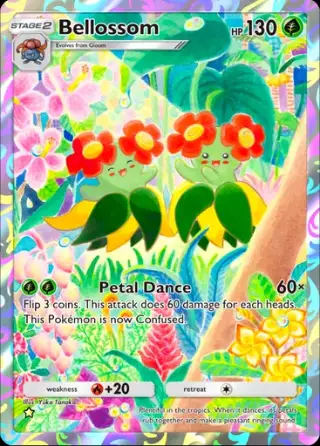 STAGE2 Bellossom HP 130
Evolves from Gloom
Petal Dance 60×
Flip 3 coins. This attack does 60 damage for each heads.
This Pokémon is now Confused.
weakness +20 retreat
Illus. Yuka Tanaka
Plentiful in the tropics. When it dances, its petals
rub together and make a pleasant ringing sound.